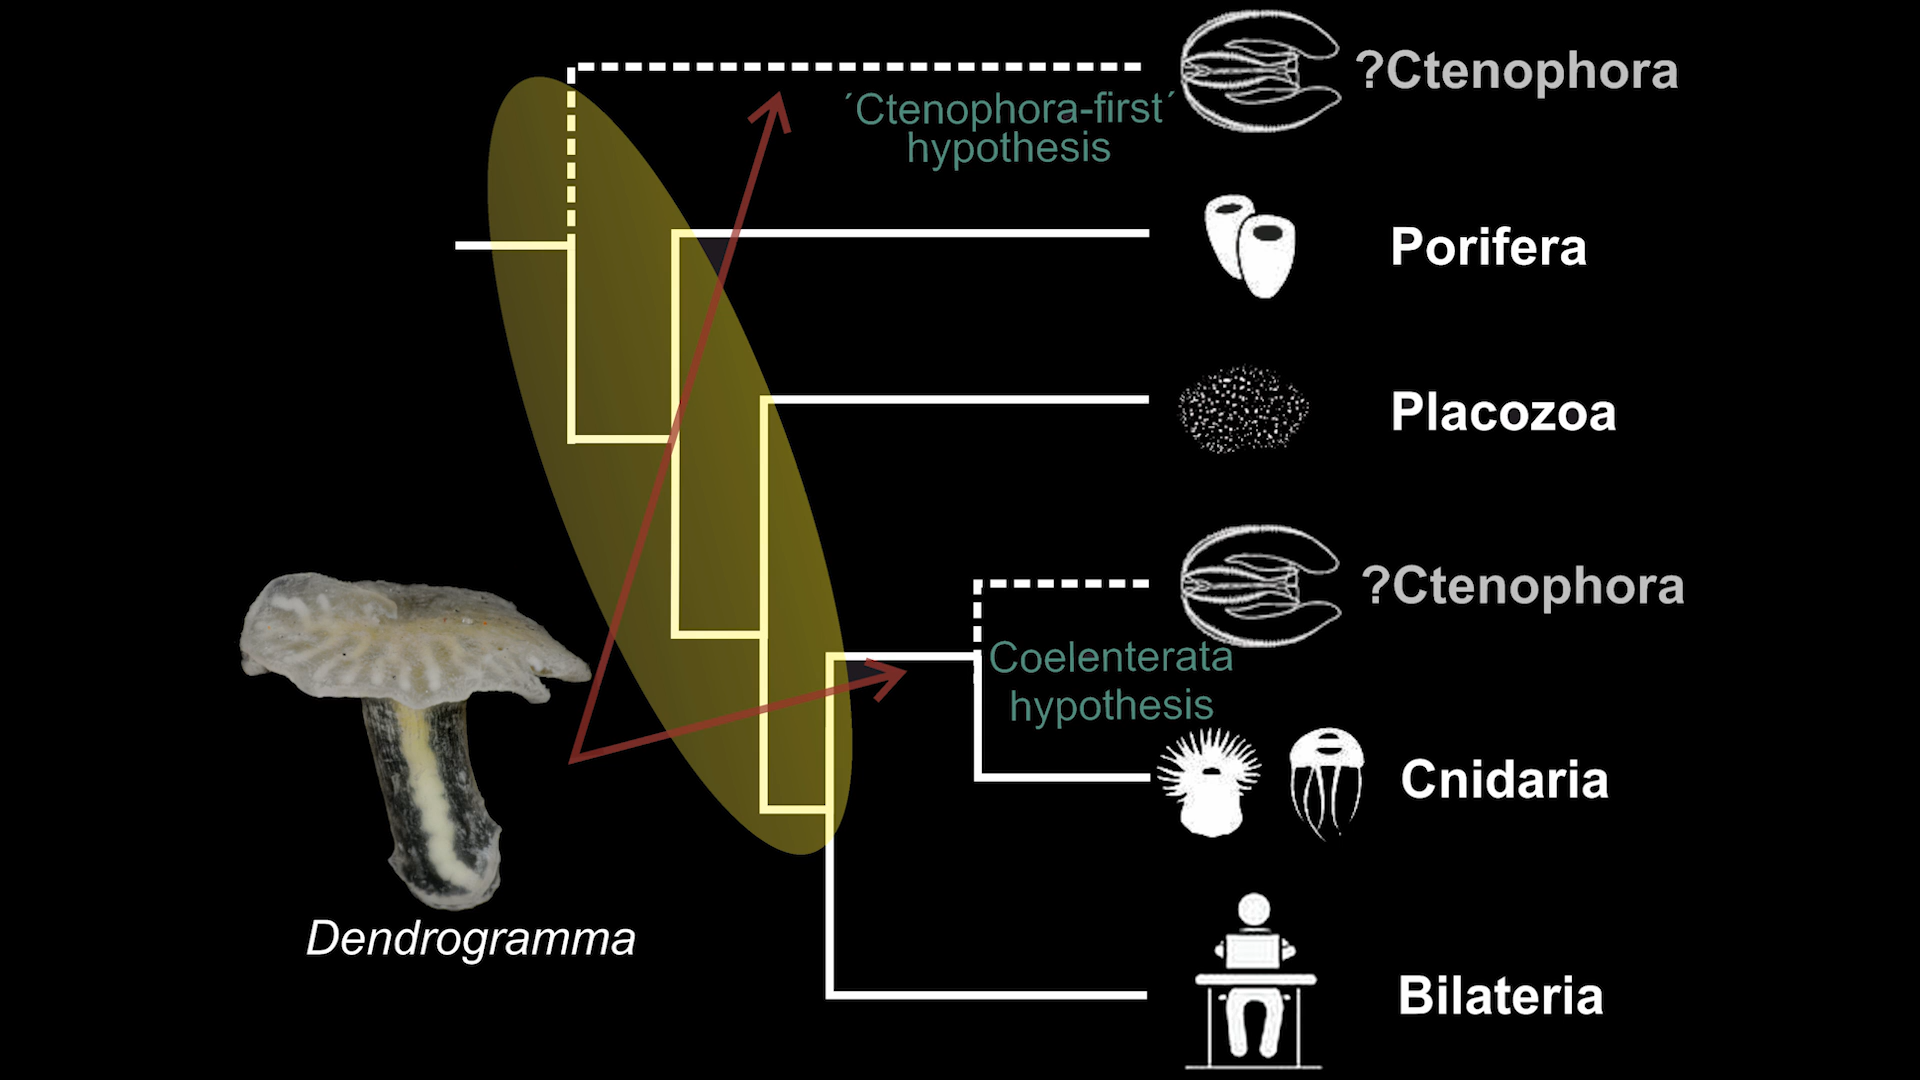 ?Ctenophora
´Ctenophora-first´
hypothesis
Porifera
Placozoa
?Ctenophora
Coelenterata
hypothesis
Cnidaria
Dendrogramma
Bilateria